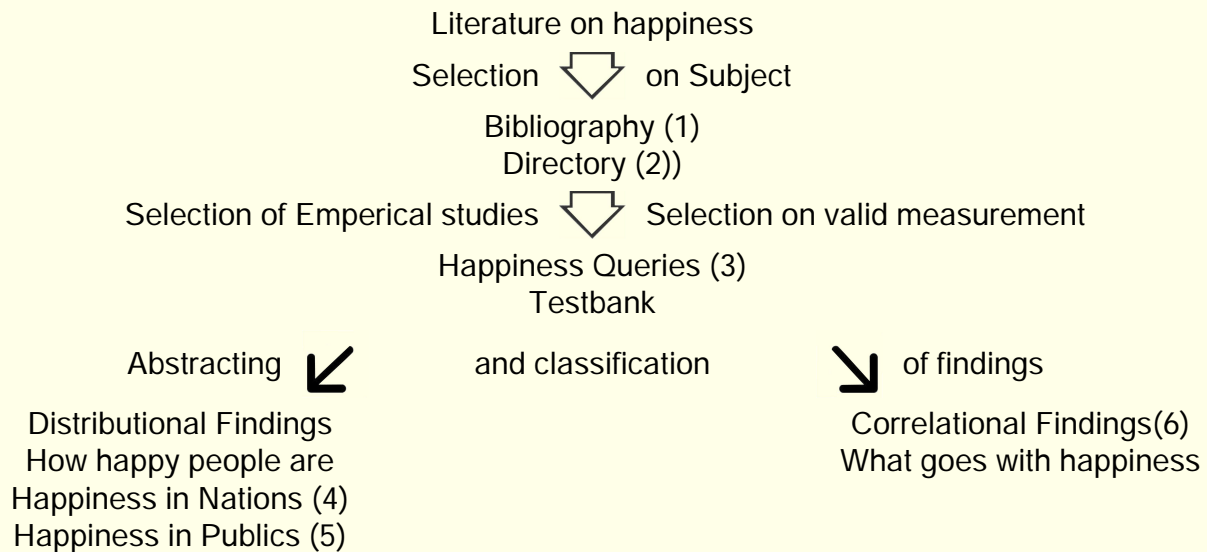 Literature on happiness
Selection on Subject
Bibliography (1)
Directory (2))
Selection of Emperical studies Selection on valid measurement
Happiness Queries (3)
Testbank
Abstracting and classification of findings
Distributional Findings
How happy people are
Happiness in Nations (4)
Happiness in Publics (5)
Correlational Findings(6)
What goes with happiness